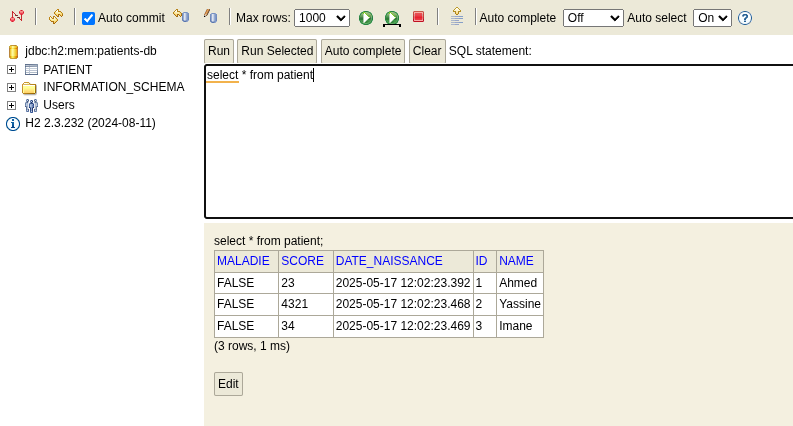 Auto commit Max rows: 1000 Auto complete Off Auto select On ?
jdbc:h2:mem:patients-db
PATIENT
INFORMATION_SCHEMA
Users
H2 2.3.232 (2024-08-11)
Run Run Selected Auto complete Clear SQL statement:
select * from patient
select * from patient;
MALADIE SCORE DATE_NAISSANCE ID NAME
FALSE 23 2025-05-17 12:02:23.392 1 Ahmed
FALSE 4321 2025-05-17 12:02:23.468 2 Yassine
FALSE 34 2025-05-17 12:02:23.469 3 Imane
(3 rows, 1 ms)
Edit